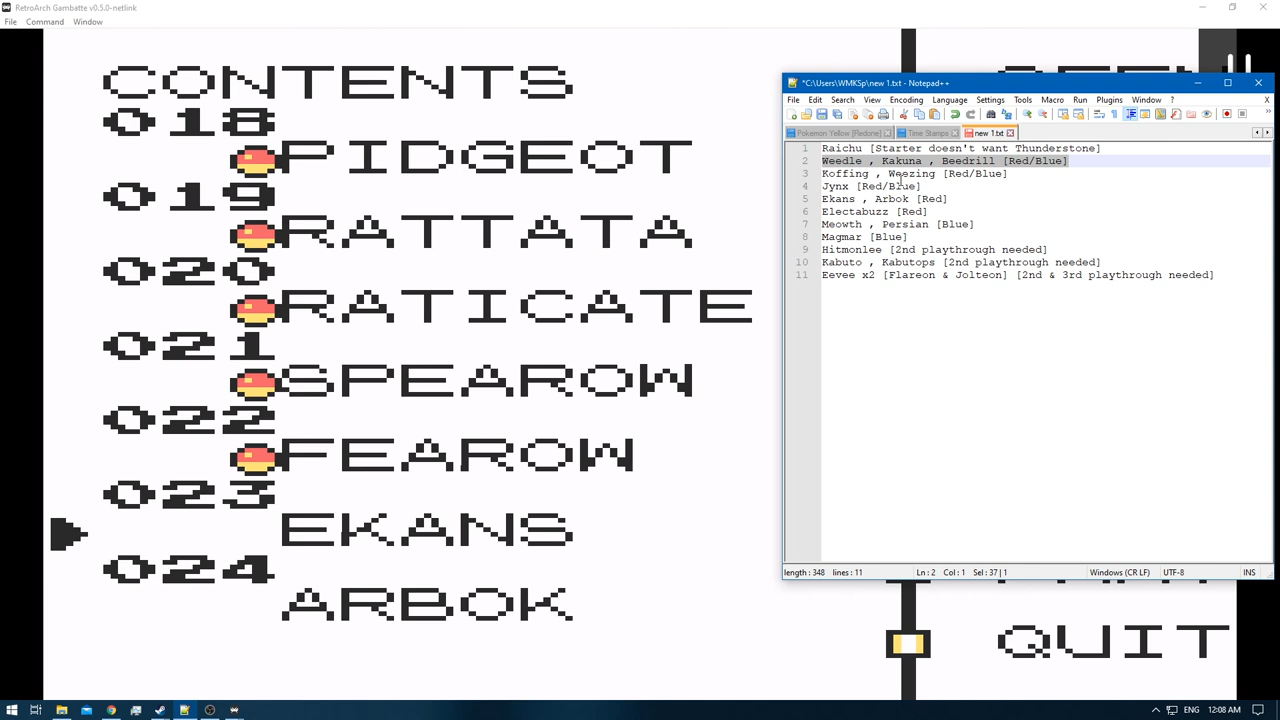 RetroArch Gambatte v0.5.0-netlink
File Command Window
CONTENTS
018
PIDGEOT
019
RATTATA
020
RATICATE
021
SPEAROW
022
FEAROW
023
EKANS
024
ARBOK
QUIT
*C:\Users\WMKSp\new 1.txt - Notepad++
File Edit Search View Encoding Language Settings Tools Macro Run Plugins Window ?
Pokemon Yellow [Redone] Time Stamps new 1.txt
1 Raichu [Starter doesn't want Thunderstone]
2 Weedle , Kakuna , Beedrill [Red/Blue]
3 Koffing , Weezing [Red/Blue]
4 Jynx [Red/Blue]
5 Ekans , Arbok [Red]
6 Electabuzz [Red]
7 Meowth , Persian [Blue]
8 Magmar [Blue]
9 Hitmonlee [2nd playthrough needed]
10 Kabuto , Kabutops [2nd playthrough needed]
11 Eevee x2 [Flareon & Jolteon] [2nd & 3rd playthrough needed]
length : 348 lines : 11 Ln : 2 Col : 1 Sel : 37 | 1 Windows (CR LF) UTF-8 INS
12:08 AM